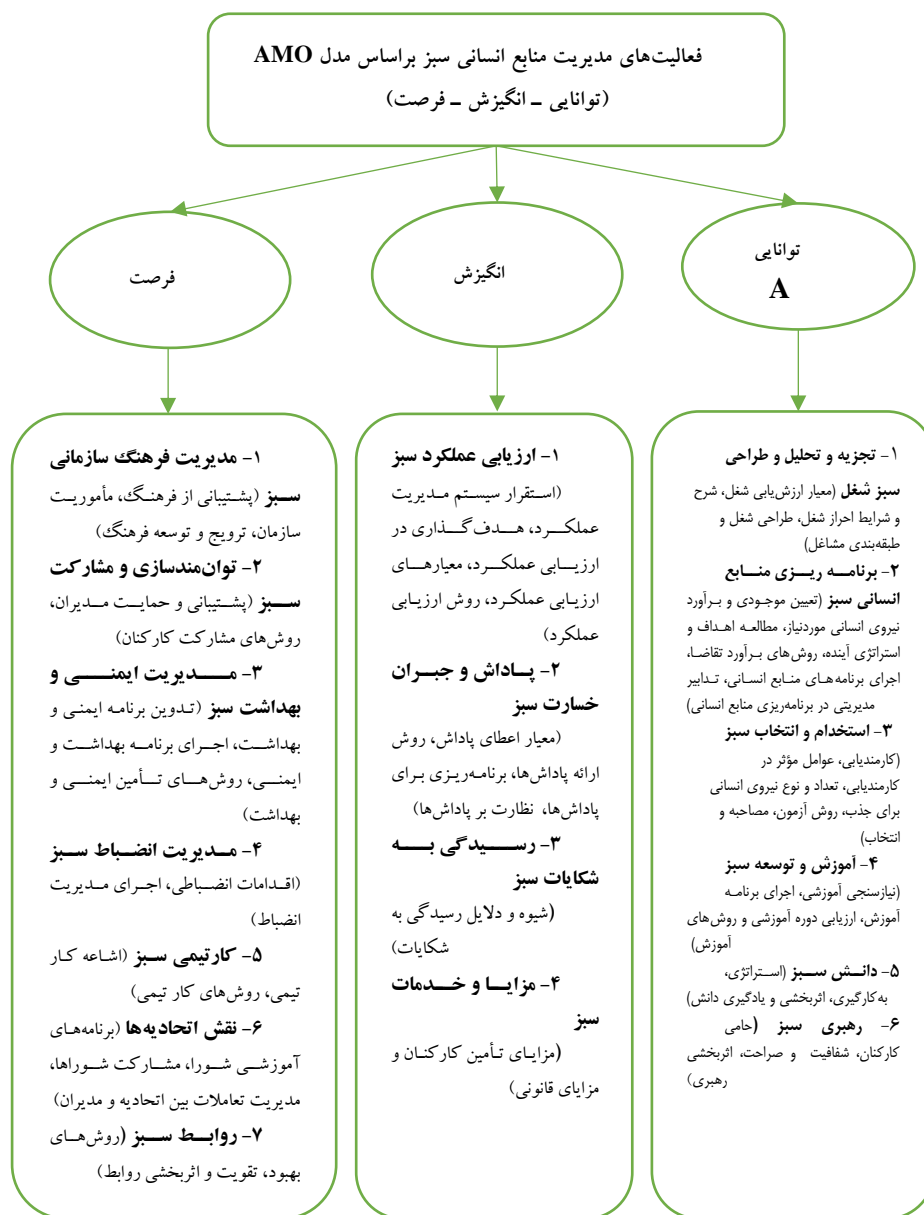 فعالیت‌های مدیریت منابع انسانی سبز براساس مدل AMO
(توانایی ـ انگیزش ـ فرصت)
توانایی
A
انگیزش
فرصت
۱- تجزیه و تحلیل و طراحی
سبز شغل (معیار ارزش‌یابی شغل، شرح
و شرایط احراز شغل، طراحی شغل و
طبقه‌بندی مشاغل)
۲- برنامه ریزی منابع
انسانی سبز (تعیین موجودی و برآورد
نیروی انسانی موردنیاز، مطالعه اهداف و
استراتژی آینده، روش‌های برآورد تقاضا،
اجرای برنامه‌های منابع انسانی، تدابیر
مدیریتی در برنامه‌ریزی منابع انسانی)
۳- استخدام و انتخاب سبز
(کارمندیابی، عوامل مؤثر در
کارمندیابی، تعداد و نوع نیروی انسانی
برای جذب، روش آزمون، مصاحبه و
انتخاب)
۴- آموزش و توسعه سبز
(نیازسنجی آموزشی، اجرای برنامه
آموزش، ارزیابی دوره آموزشی و روش‌های
آموزش)
۵- دانش سبز (استراتژی،
به‌کارگیری، اثربخشی و یادگیری دانش)
۶- رهبری سبز (حامی
کارکنان، شفافیت و صراحت، اثربخشی
رهبری)
۱- ارزیابی عملکرد سبز
(استقرار سیستم مدیریت
عملکرد، هدف‌گذاری در
ارزیابی عملکرد، معیارهای
ارزیابی عملکرد، روش ارزیابی
عملکرد)
۲- پاداش و جبران
خسارت سبز
(معیار اعطای پاداش، روش
ارائه پاداش‌ها، برنامه‌ریزی برای
پاداش‌ها، نظارت بر پاداش‌ها)
۳- رسیدگی به
شکایات سبز
(شیوه و دلایل رسیدگی به
شکایات)
۴- مزایا و خدمات
سبز
(مزایای تأمین کارکنان و
مزایای قانونی)
۱- مدیریت فرهنگ سازمانی
سبز (پشتیبانی از فرهنگ، مأموریت
سازمان، ترویج و توسعه فرهنگ)
۲- توان‌مندسازی و مشارکت
سبز (پشتیبانی و حمایت مدیران،
روش‌های مشارکت کارکنان)
۳- مدیریت ایمنی و
بهداشت سبز (تدوین برنامه ایمنی و
بهداشت، اجرای برنامه بهداشت و
ایمنی، روش‌های تأمین ایمنی و
بهداشت)
۴- مدیریت انضباط سبز
(اقدامات انضباطی، اجرای مدیریت
انضباط)
۵- کارتیمی سبز (اشاعه کار
تیمی، روش‌های کار تیمی)
۶- نقش اتحادیه‌ها (برنامه‌های
آموزشی شورا، مشارکت شوراها،
مدیریت تعاملات بین اتحادیه و مدیران)
۷- روابط سبز (روش‌های
بهبود، تقویت و اثربخشی روابط)